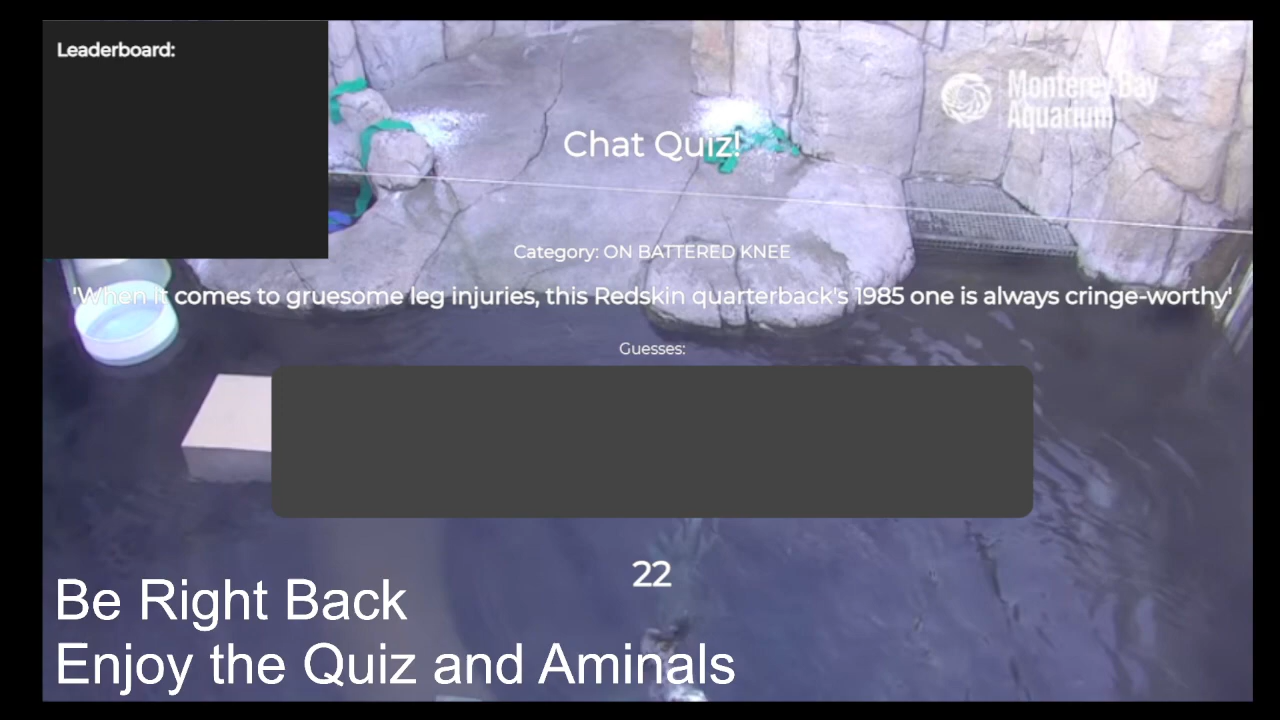 Leaderboard:
Monterey Bay
Aquarium
Chat Quiz!
Category: ON BATTERED KNEE
'When it comes to gruesome leg injuries, this Redskin quarterback's 1985 one is always cringe-worthy'
Guesses:
22
Be Right Back
Enjoy the Quiz and Aminals